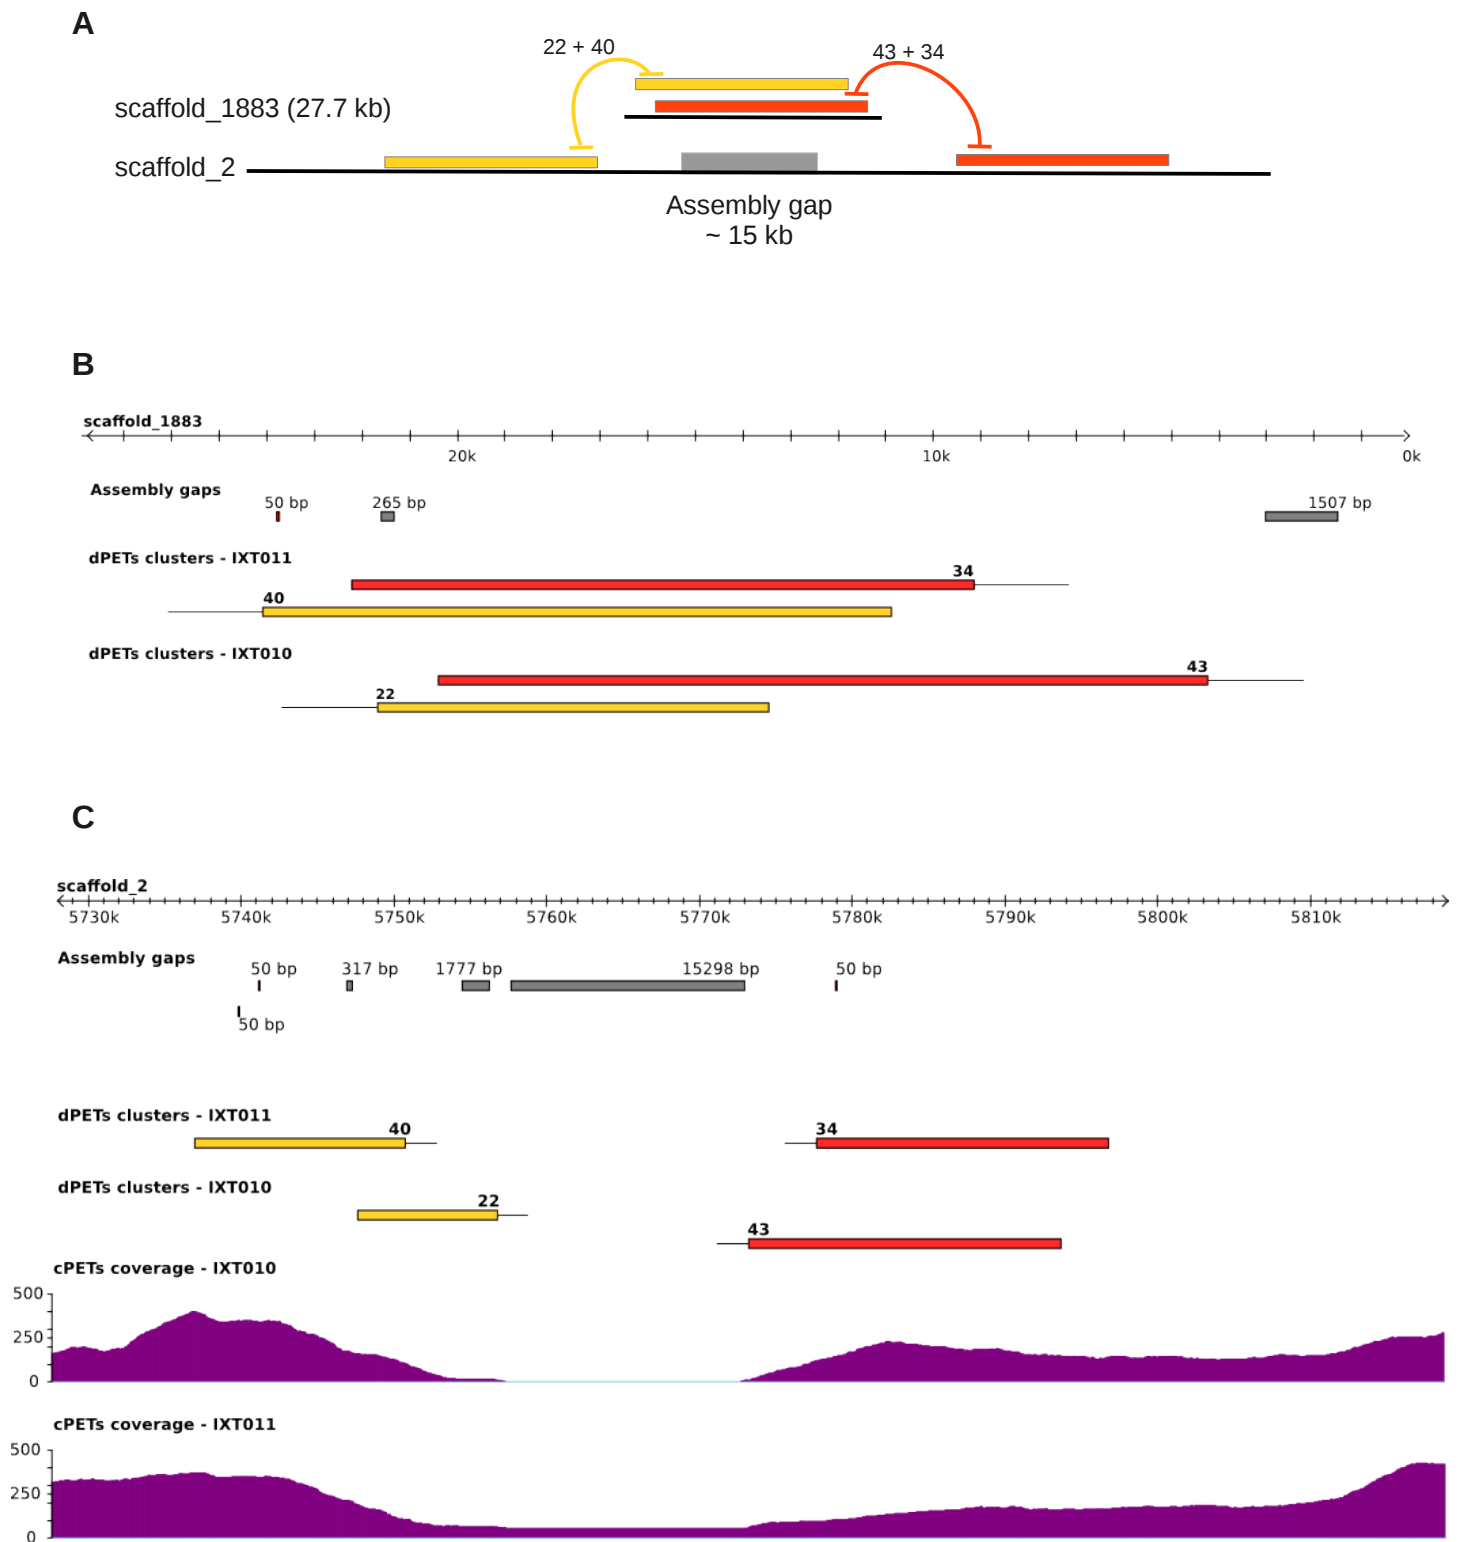 A
22 + 40
43 + 34
scaffold_1883 (27.7 kb)
scaffold_2
Assembly gap
~ 15 kb
B
scaffold_1883
20k 10k 0k
Assembly gaps
50 bp 265 bp 1507 bp
dPETs clusters - IXT011
34
40
dPETs clusters - IXT010
43
22
C
scaffold_2
5730k 5740k 5750k 5760k 5770k 5780k 5790k 5800k 5810k
Assembly gaps
50 bp 317 bp 1777 bp 15298 bp 50 bp
50 bp
dPETs clusters - IXT011
40 34
dPETs clusters - IXT010
22
43
cPETs coverage - IXT010
500
250
0
cPETs coverage - IXT011
500
250
0